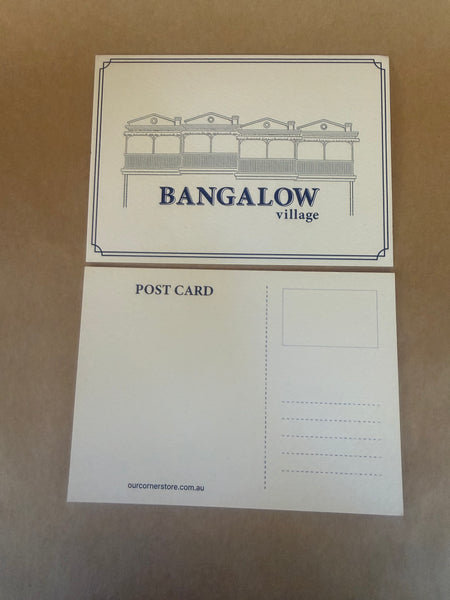 BANGALOW
village
POST CARD
ourcornerstore.com.au